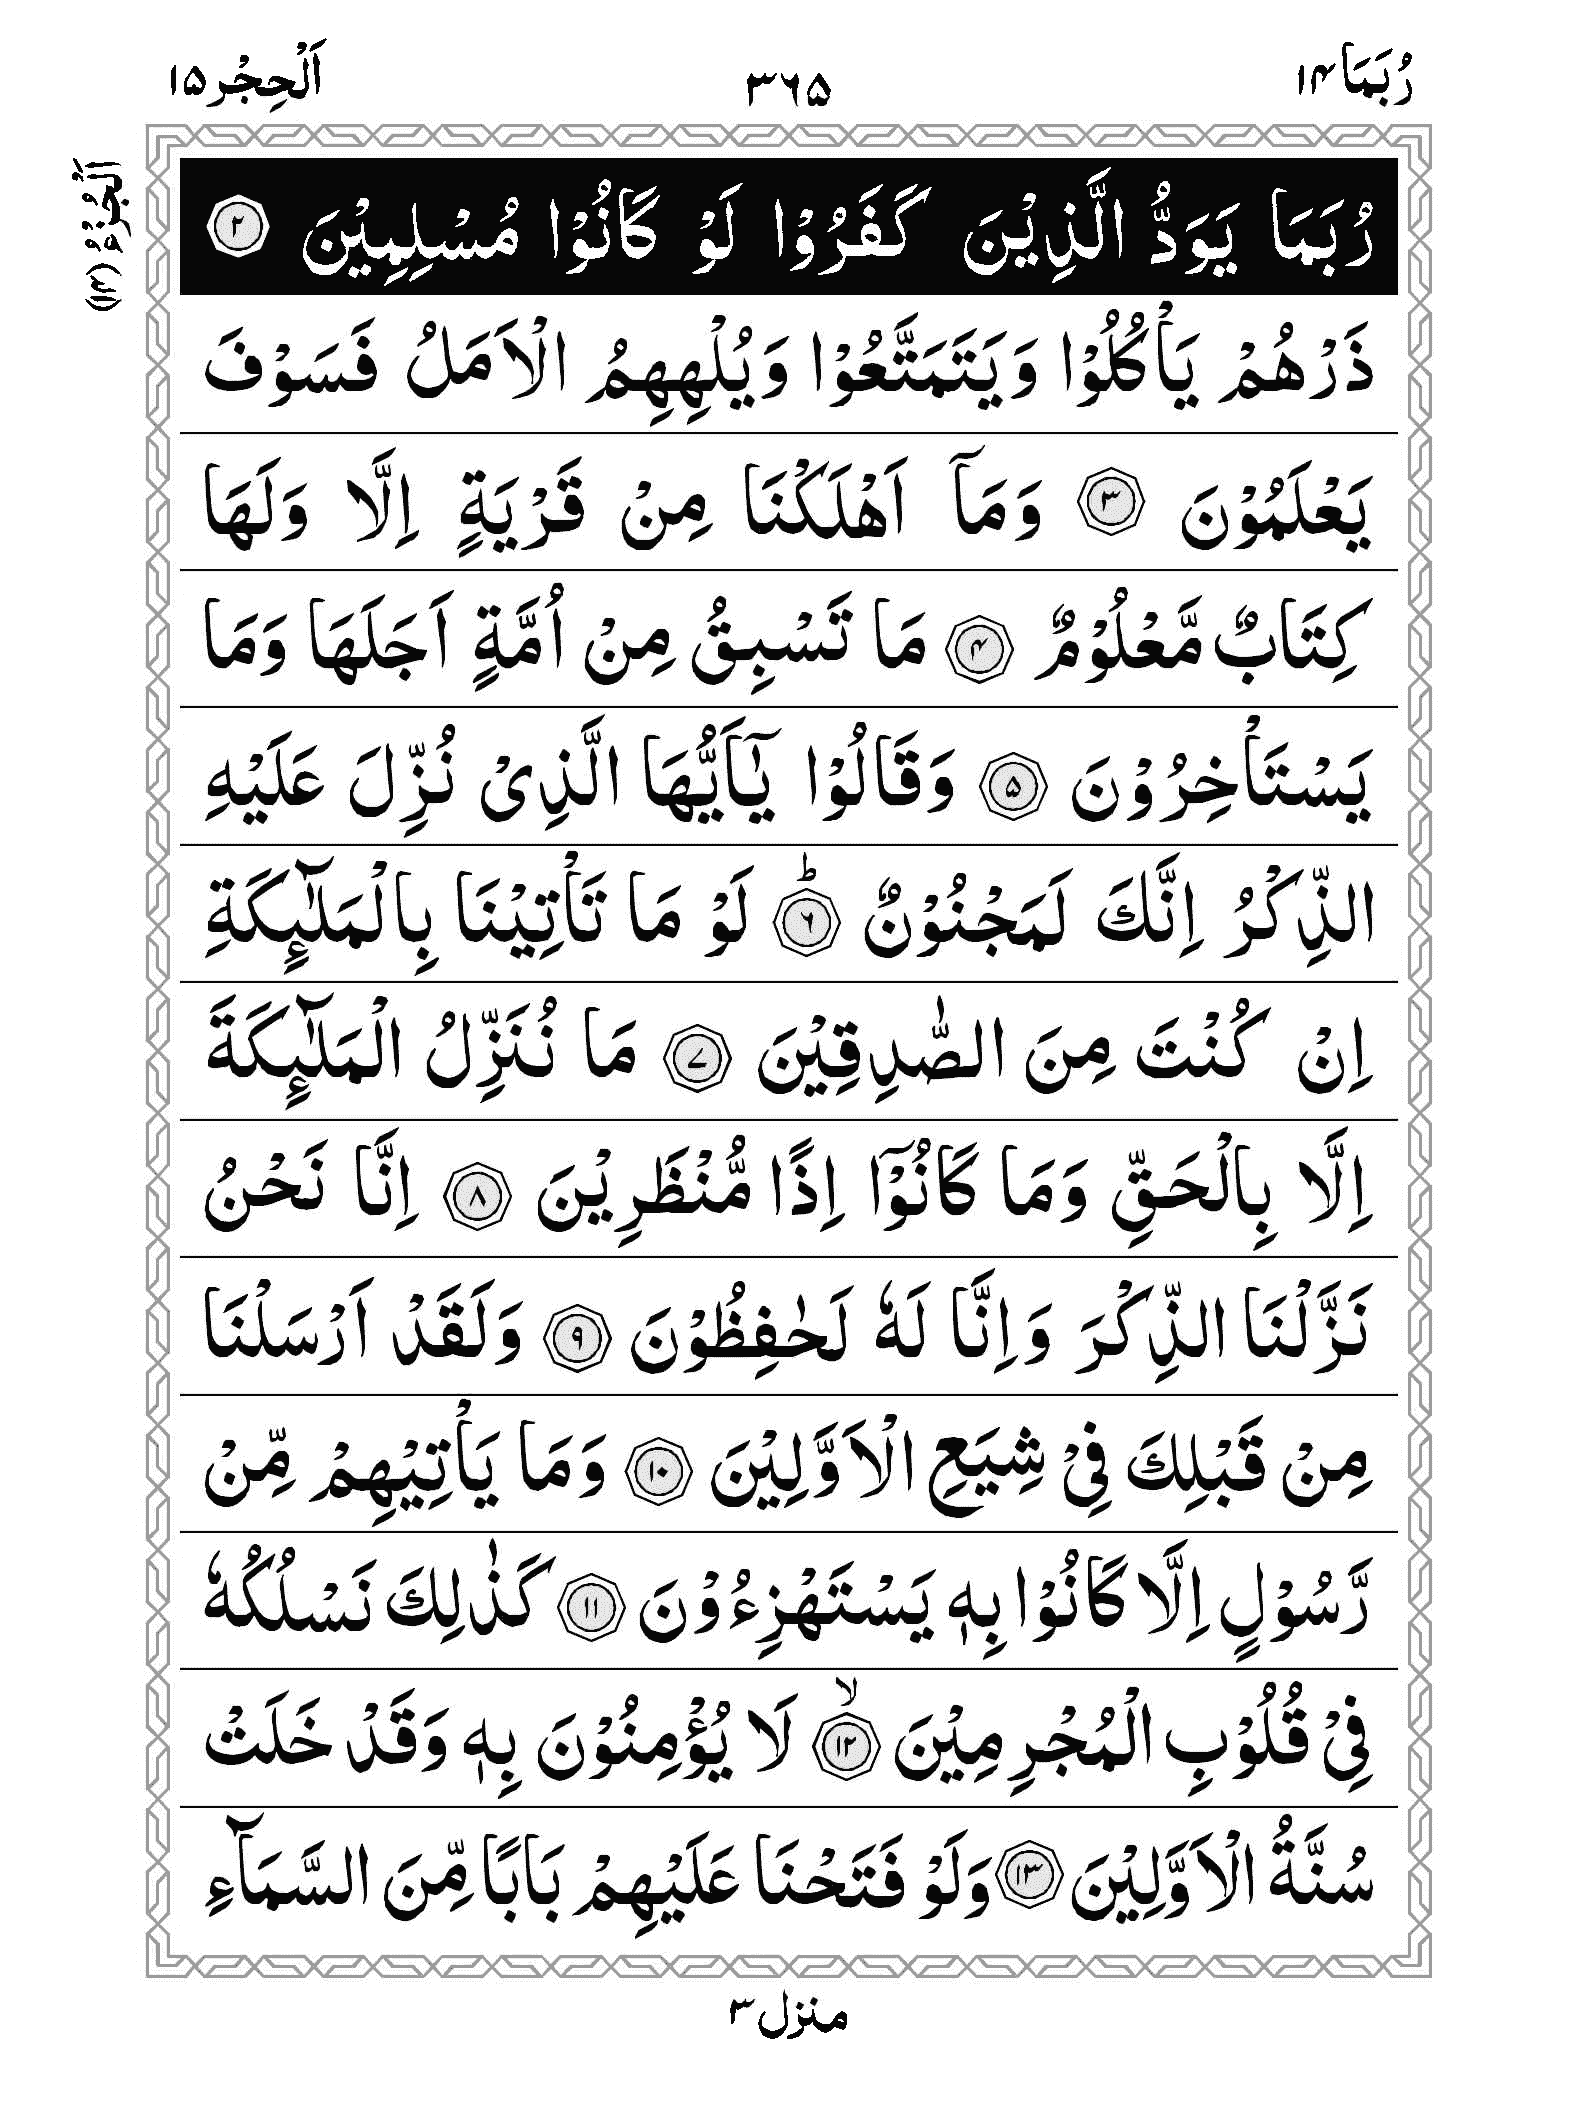 رُبَمَا ۱۴
۳۶۵
اَلْحِجْر ۱۵
اَلْجُزْءُ (۱۴)
رُبَمَا يَوَدُّ الَّذِيْنَ كَفَرُوْا لَوْ كَانُوْا مُسْلِمِيْنَ ۲
ذَرْهُمْ يَاْكُلُوْا وَيَتَمَتَّعُوْا وَيُلْهِهِمُ الْاَمَلُ فَسَوْفَ
يَعْلَمُوْنَ ۳ وَمَاۤ اَهْلَكْنَا مِنْ قَرْيَةٍ اِلَّا وَلَهَا
كِتَابٌ مَّعْلُوْمٌ ۴ مَا تَسْبِقُ مِنْ اُمَّةٍ اَجَلَهَا وَمَا
يَسْتَاْخِرُوْنَ ۵ وَقَالُوْا يٰۤاَيُّهَا الَّذِىْ نُزِّلَ عَلَيْهِ
الذِّكْرُ اِنَّكَ لَمَجْنُوْنٌ ؕ ۶ لَوْ مَا تَاْتِيْنَا بِالْمَلٰٓئِكَةِ
اِنْ كُنْتَ مِنَ الصّٰدِقِيْنَ ۷ مَا نُنَزِّلُ الْمَلٰٓئِكَةَ
اِلَّا بِالْحَقِّ وَمَا كَانُوْۤا اِذًا مُّنْظَرِيْنَ ۸ اِنَّا نَحْنُ
نَزَّلْنَا الذِّكْرَ وَاِنَّا لَهٗ لَحٰفِظُوْنَ ۹ وَلَقَدْ اَرْسَلْنَا
مِنْ قَبْلِكَ فِىْ شِيَعِ الْاَوَّلِيْنَ ۱۰ وَمَا يَاْتِيْهِمْ مِّنْ
رَّسُوْلٍ اِلَّا كَانُوْا بِهٖ يَسْتَهْزِءُوْنَ ۱۱ كَذٰلِكَ نَسْلُكُهٗ
فِىْ قُلُوْبِ الْمُجْرِمِيْنَ ۙ ۱۲ لَا يُؤْمِنُوْنَ بِهٖ وَقَدْ خَلَتْ
سُنَّةُ الْاَوَّلِيْنَ ۱۳ وَلَوْ فَتَحْنَا عَلَيْهِمْ بَابًا مِّنَ السَّمَآءِ
منزل ۳